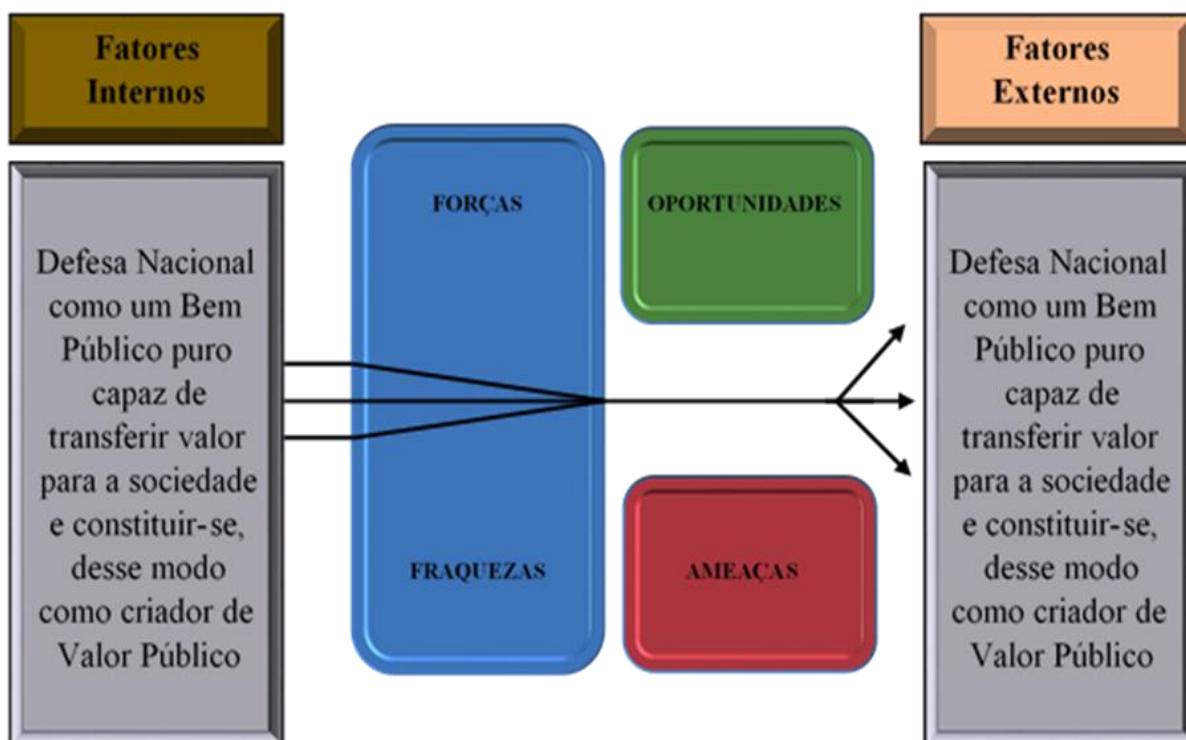 Fatores
Internos
Defesa Nacional
como um Bem
Público puro
capaz de
transferir valor
para a sociedade
e constituir-se,
desse modo
como criador de
Valor Público
FORÇAS
FRAQUEZAS
OPORTUNIDADES
AMEAÇAS
Fatores
Externos
Defesa Nacional
como um Bem
Público puro
capaz de
transferir valor
para a sociedade
e constituir-se,
desse modo
como criador de
Valor Público